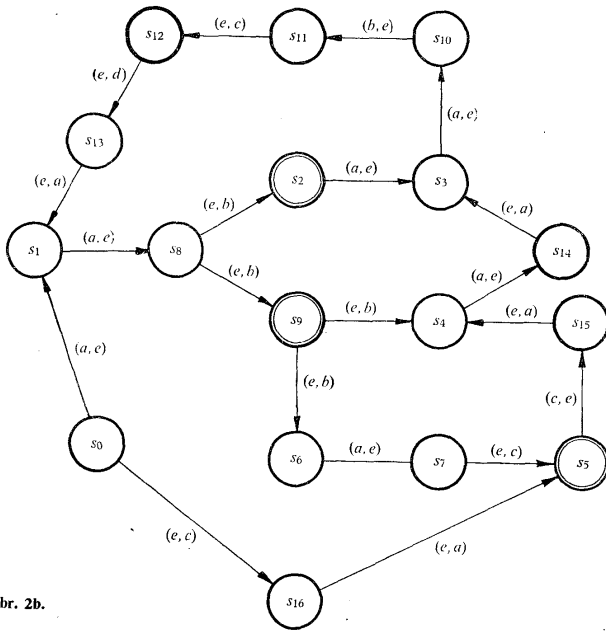 s12
(e, c)
s11
(b, e)
s10
(e, d)
s13
(a, e)
(e, a)
s2
(a, e)
s3
(e, b)
(e, a)
s1
(a, e)
s8
s14
(e, b)
(a, e)
s9
(e, b)
s4
(e, a)
s15
(a, e)
(e, b)
(c, e)
s0
s6
(a, e)
s7
(e, c)
s5
(e, c)
(e, a)
s16
br. 2b.